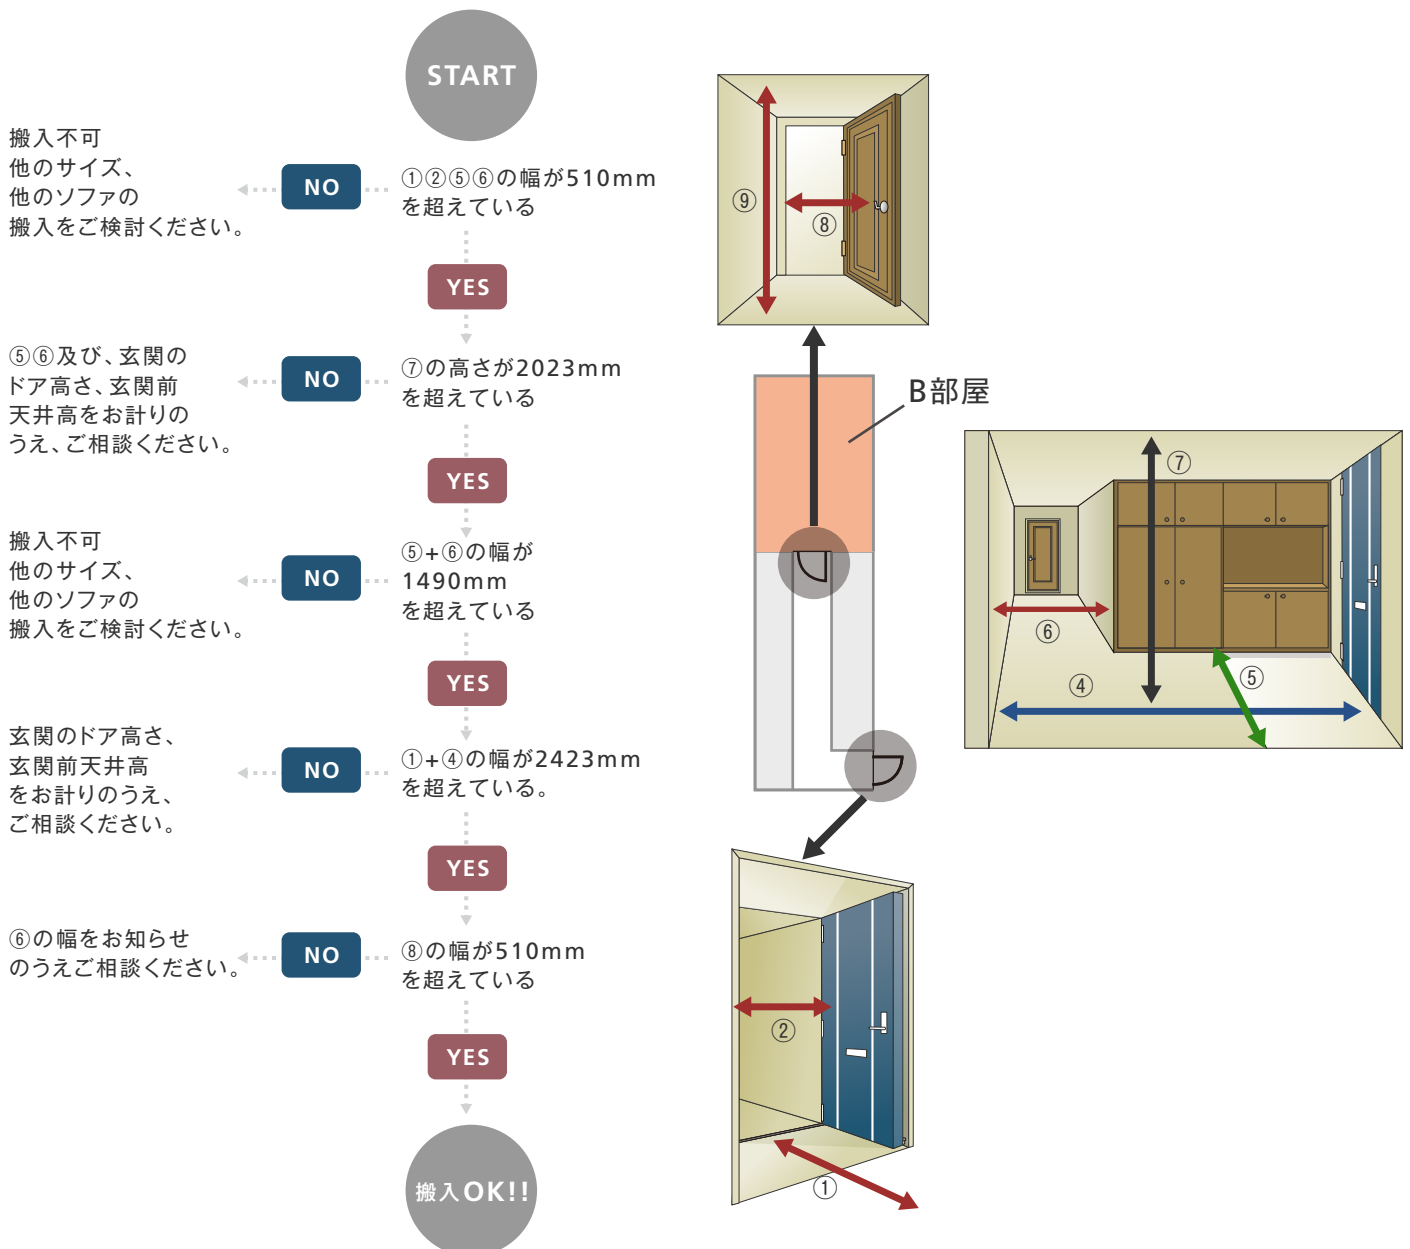 START
搬入不可
他のサイズ、
他のソファの
搬入をご検討ください。
NO
①②⑤⑥の幅が510mm
を超えている
YES
⑤⑥及び、玄関の
ドア高さ、玄関前
天井高をお計りの
うえ、ご相談ください。
NO
⑦の高さが2023mm
を超えている
YES
搬入不可
他のサイズ、
他のソファの
搬入をご検討ください。
NO
⑤+⑥の幅が
1490mm
を超えている
YES
玄関のドア高さ、
玄関前天井高
をお計りのうえ、
ご相談ください。
NO
①+④の幅が2423mm
を超えている。
YES
⑥の幅をお知らせ
のうえご相談ください。
NO
⑧の幅が510mm
を超えている
YES
搬入OK!!
⑨
⑧
B部屋
⑦
⑥
④
⑤
②
①